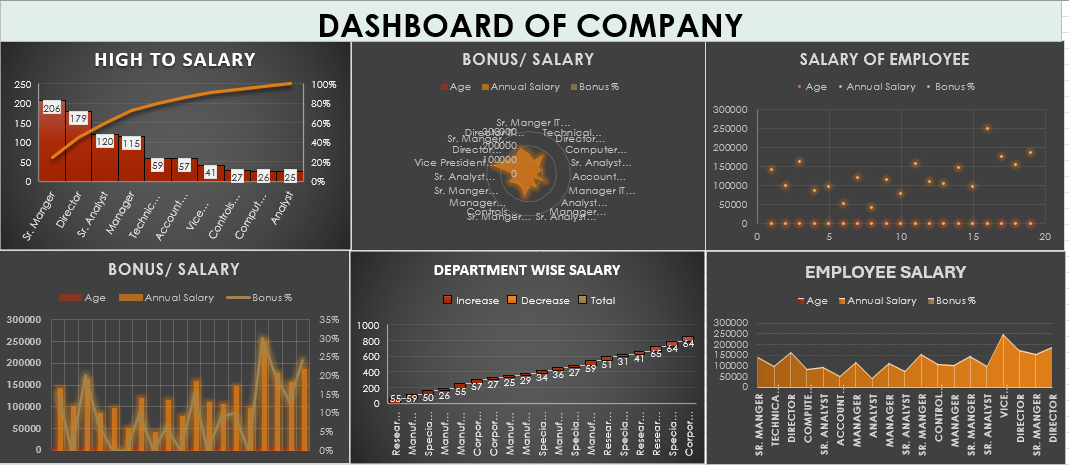 DASHBOARD OF COMPANY
HIGH TO SALARY
250
200
150
100
50
0
100%
80%
60%
40%
20%
0%
206
179
120
115
59
57
41
27
26
25
Sr. Manger
Director
Sr. Analyst
Manager
Technic...
Account...
Vice...
Controls...
Comput...
Analyst
BONUS/ SALARY
Age Annual Salary Bonus %
Sr. Manger IT...
Technical...
Director...
Computer...
Sr. Analyst...
Account...
Manager IT...
Analyst...
Manager...
Sr. Analyst...
Sr. Manger...
Controls...
Manager...
Sr. Manger...
Sr. Analyst...
Vice President...
Director...
Sr. Manger...
Director IT...
300000
200000
100000
0
SALARY OF EMPLOYEE
Age Annual Salary Bonus %
300000
250000
200000
150000
100000
50000
0
0 5 10 15 20
BONUS/ SALARY
Age Annual Salary Bonus %
300000
250000
200000
150000
100000
50000
0
35%
30%
25%
20%
15%
10%
5%
0%
DEPARTMENT WISE SALARY
Increase Decrease Total
1000
800
600
400
200
0
55 59 50 26 55 57 27 25 29 34 36 27 59 51 31 41 65 64 64
Resear...
Manuf...
Specia...
Manuf...
Manuf...
Corpor...
Corpor...
Manuf...
Manuf...
Specia...
Manuf...
Specia...
Manuf...
Resear...
Specia...
Resear...
Resear...
Specia...
Corpor...
EMPLOYEE SALARY
Age Annual Salary Bonus %
300000
250000
200000
150000
100000
50000
0
SR. MANGER
TECHNICA...
DIRECTOR
COMPUTE...
SR. ANALYST
ACCOUNT...
MANAGER
ANALYST
MANAGER
SR. ANALYST
SR. MANGER
CONTROL...
MANAGER
SR. MANGER
SR. ANALYST
VICE...
DIRECTOR
SR. MANGER
DIRECTOR